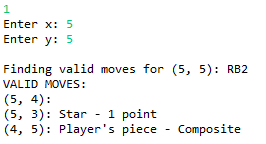 1
Enter x: 5
Enter y: 5
Finding valid moves for (5, 5): RB2
VALID MOVES:
(5, 4):
(5, 3): Star - 1 point
(4, 5): Player's piece - Composite